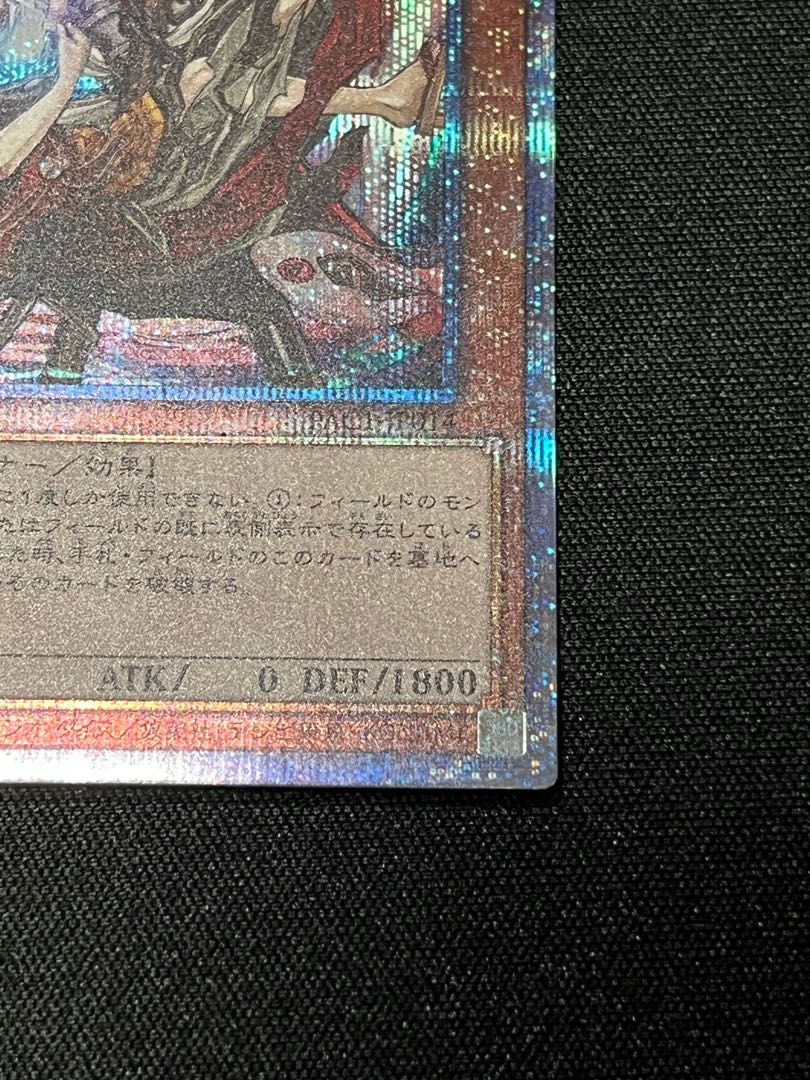 ナー／効果】
に1度しか使用できない。①：フィールドのモン
たはフィールドの既に表側表示で存在している
した時、手札・フィールドのこのカードを墓地へ
そのカードを破壊する。
ATK/ 0 DEF/1800